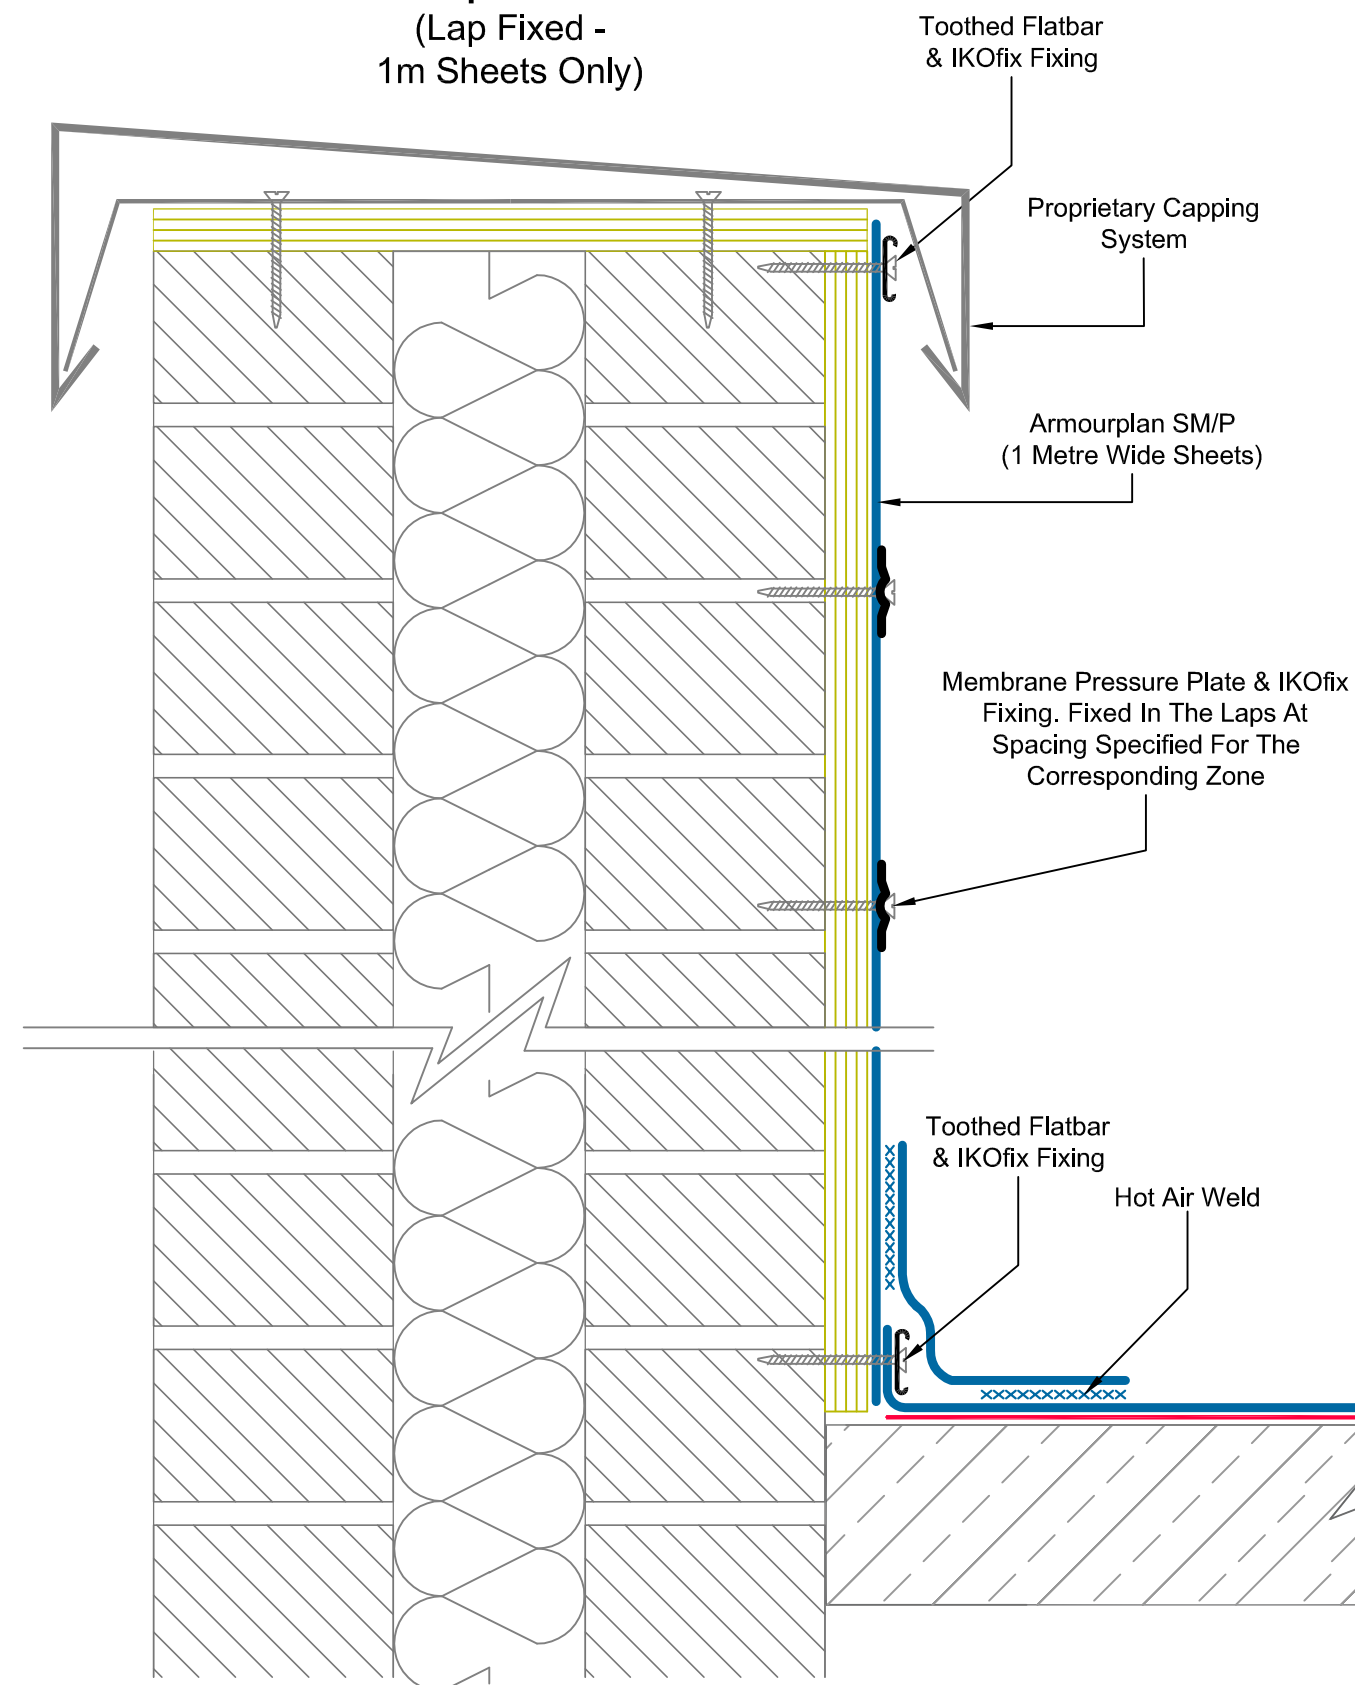 (Lap Fixed -
1m Sheets Only)
Toothed Flatbar
& IKOfix Fixing
Proprietary Capping
System
Armourplan SM/P
(1 Metre Wide Sheets)
Membrane Pressure Plate & IKOfix
Fixing. Fixed In The Laps At
Spacing Specified For The
Corresponding Zone
Toothed Flatbar
& IKOfix Fixing
Hot Air Weld